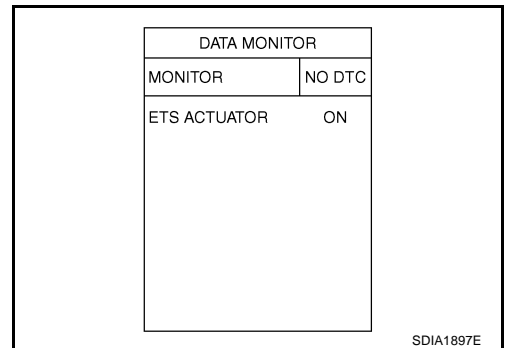 DATA MONITOR
MONITOR NO DTC
ETS ACTUATOR ON
SDIA1897E